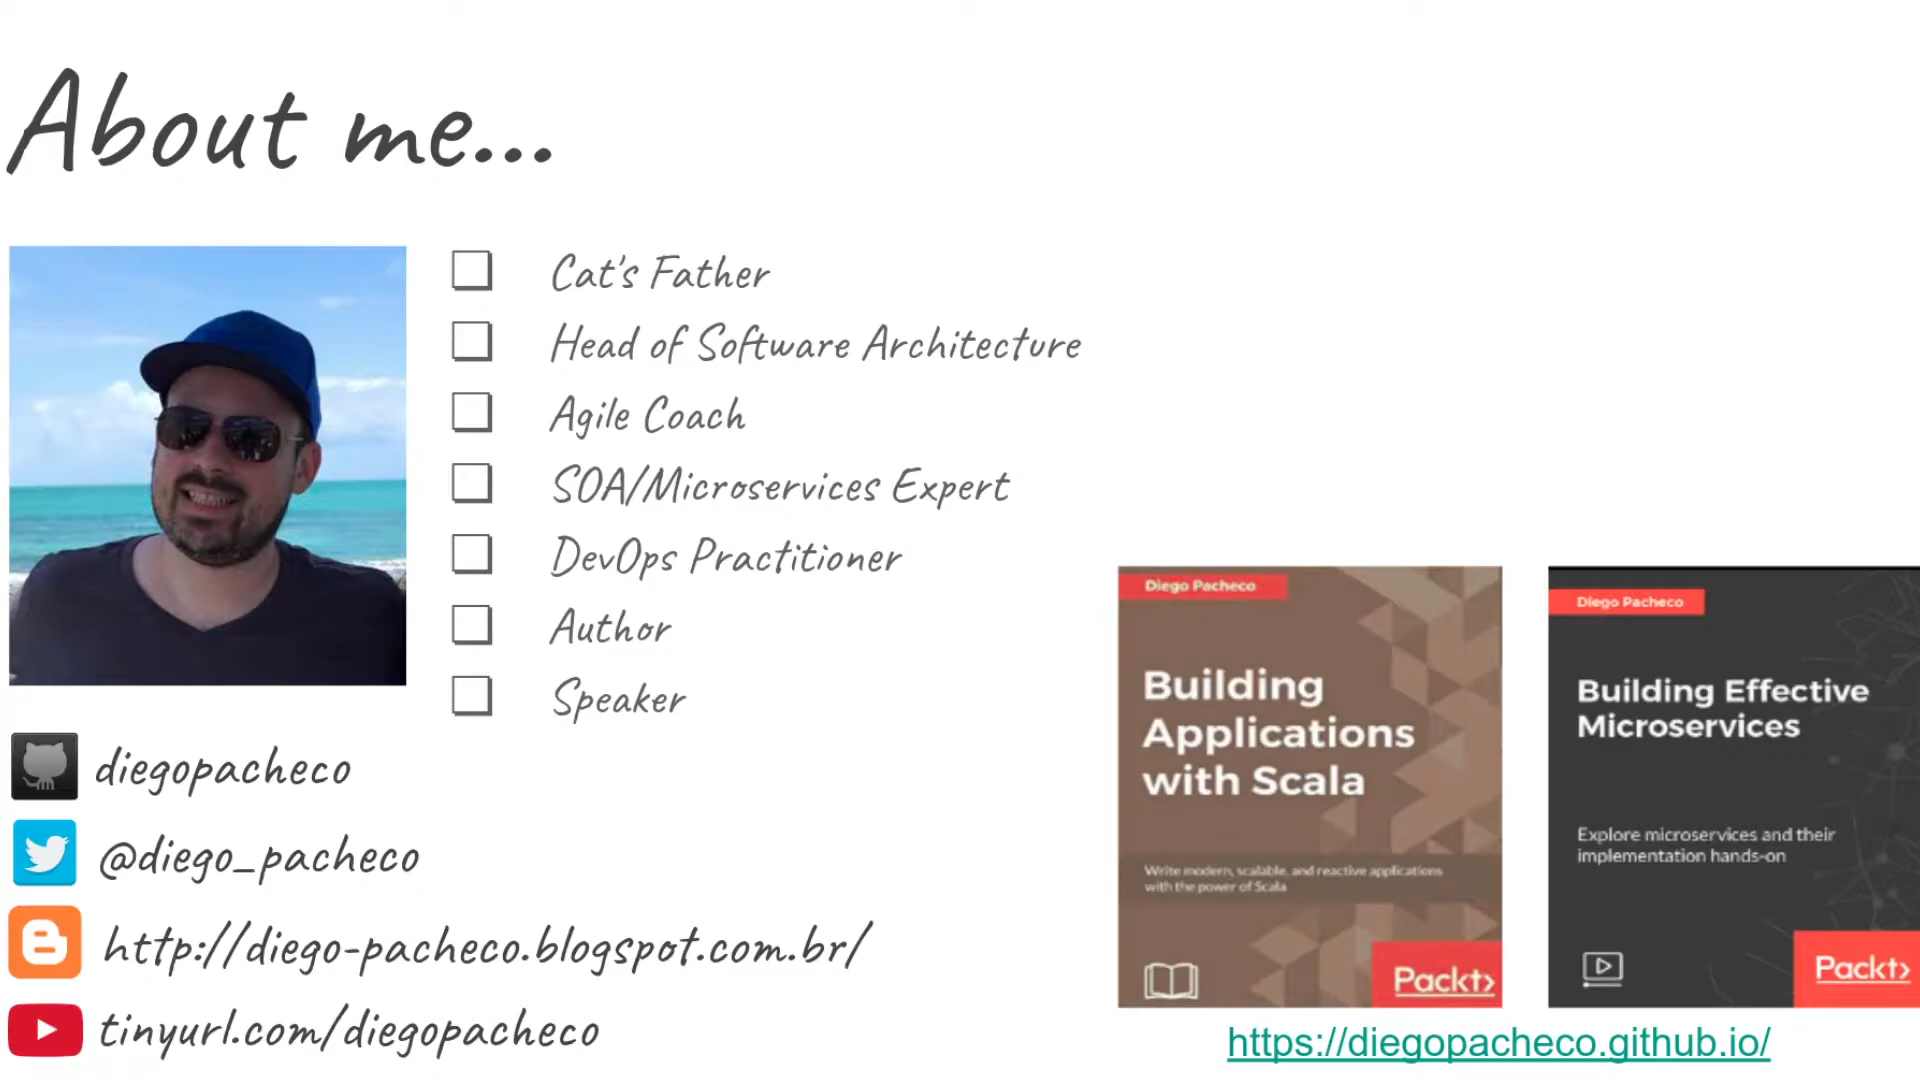 About me...
Cat's Father
Head of Software Architecture
Agile Coach
SOA/Microservices Expert
DevOps Practitioner
Author
Speaker
diegopacheco
@diego_pacheco
http://diego-pacheco.blogspot.com.br/
tinyurl.com/diegopacheco
Diego Pacheco
Building
Applications
with Scala
Write modern, scalable, and reactive applications
with the power of Scala
Packt>
Diego Pacheco
Building Effective
Microservices
Explore microservices and their
implementation hands-on
Packt>
https://diegopacheco.github.io/